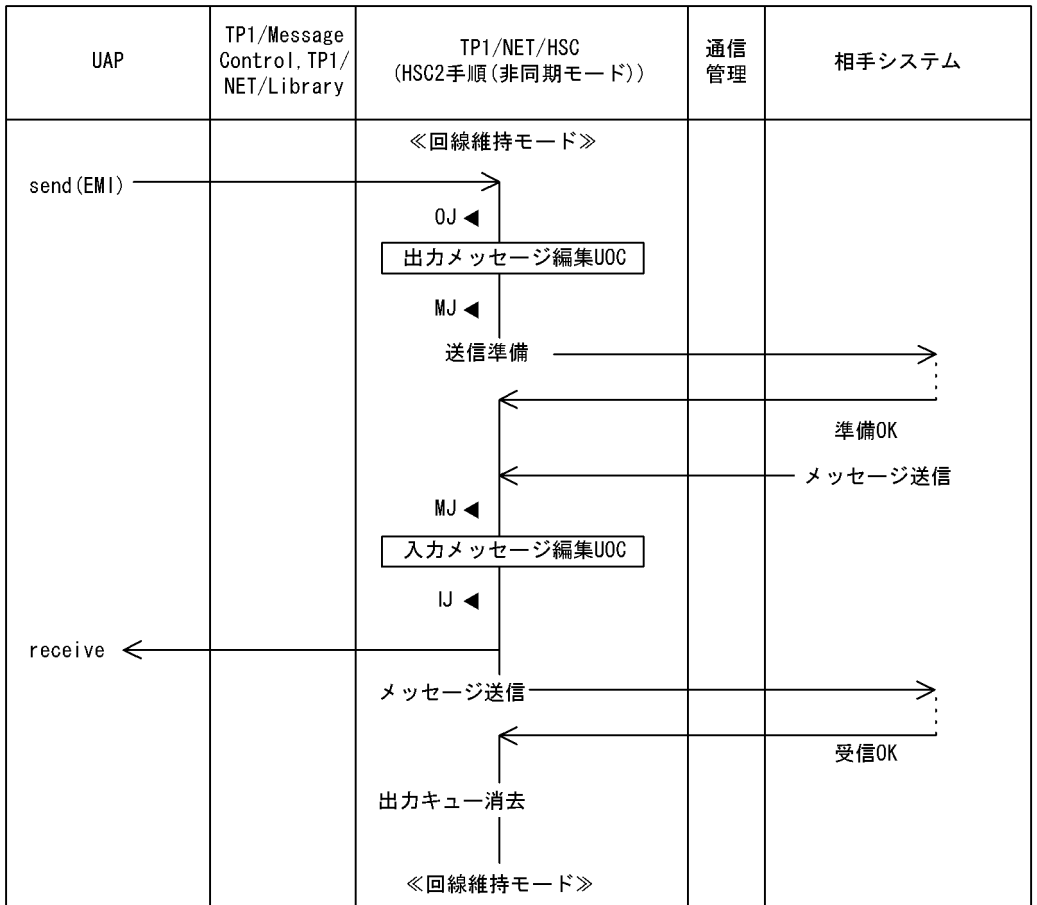 UAP
TP1/Message
Control,TP1/
NET/Library
TP1/NET/HSC
(HSC2手順(非同期モード))
通信
管理
相手システム
≪回線維持モード≫
send(EMI)
OJ
出力メッセージ編集UOC
MJ
送信準備
準備OK
メッセージ送信
MJ
入力メッセージ編集UOC
IJ
receive
メッセージ送信
受信OK
出力キュー消去
≪回線維持モード≫